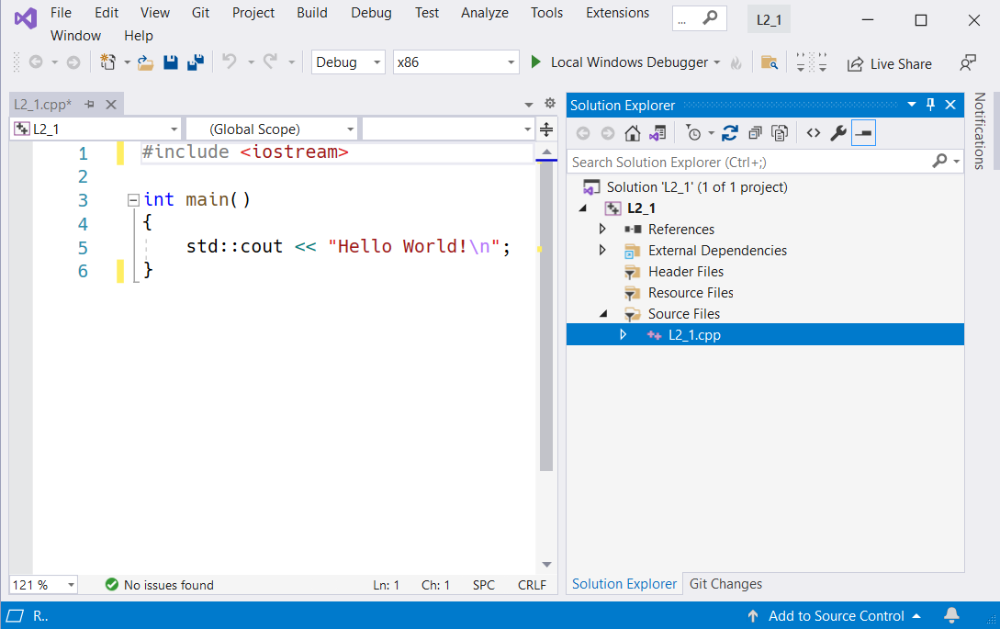 File Edit View Git Project Build Debug Test Analyze Tools Extensions ... L2_1
Window Help
Debug x86 Local Windows Debugger Live Share
L2_1.cpp*
L2_1 (Global Scope)
1 #include <iostream>
2
3 int main()
4 {
5 std::cout << "Hello World!\n";
6 }
121 % No issues found Ln: 1 Ch: 1 SPC CRLF
Solution Explorer
Search Solution Explorer (Ctrl+;)
Solution 'L2_1' (1 of 1 project)
L2_1
References
External Dependencies
Header Files
Resource Files
Source Files
L2_1.cpp
Solution Explorer Git Changes
Notifications
R.. Add to Source Control